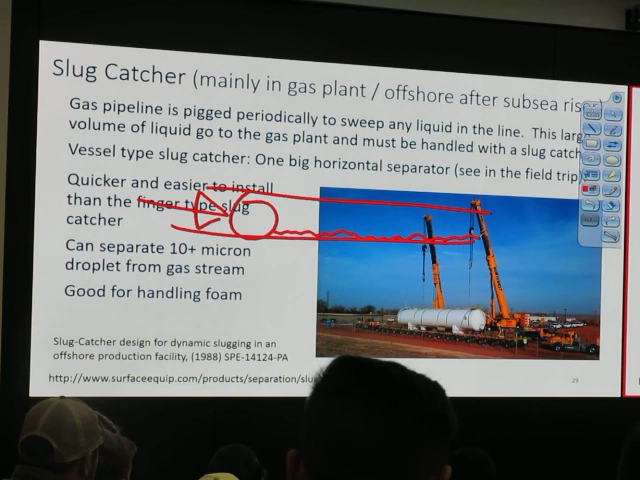 Slug Catcher (mainly in gas plant / offshore after subsea ris
Gas pipeline is pigged periodically to sweep any liquid in the line. This larg
volume of liquid go to the gas plant and must be handled with a slug catch
Vessel type slug catcher: One big horizontal separator (see in the field trip
Quicker and easier to install
than the finger type slug
catcher
Can separate 10+ micron
droplet from gas stream
Good for handling foam
Slug-Catcher design for dynamic slugging in an
offshore production facility, (1988) SPE-14124-PA
http://www.surfaceequip.com/products/separation/slu
29